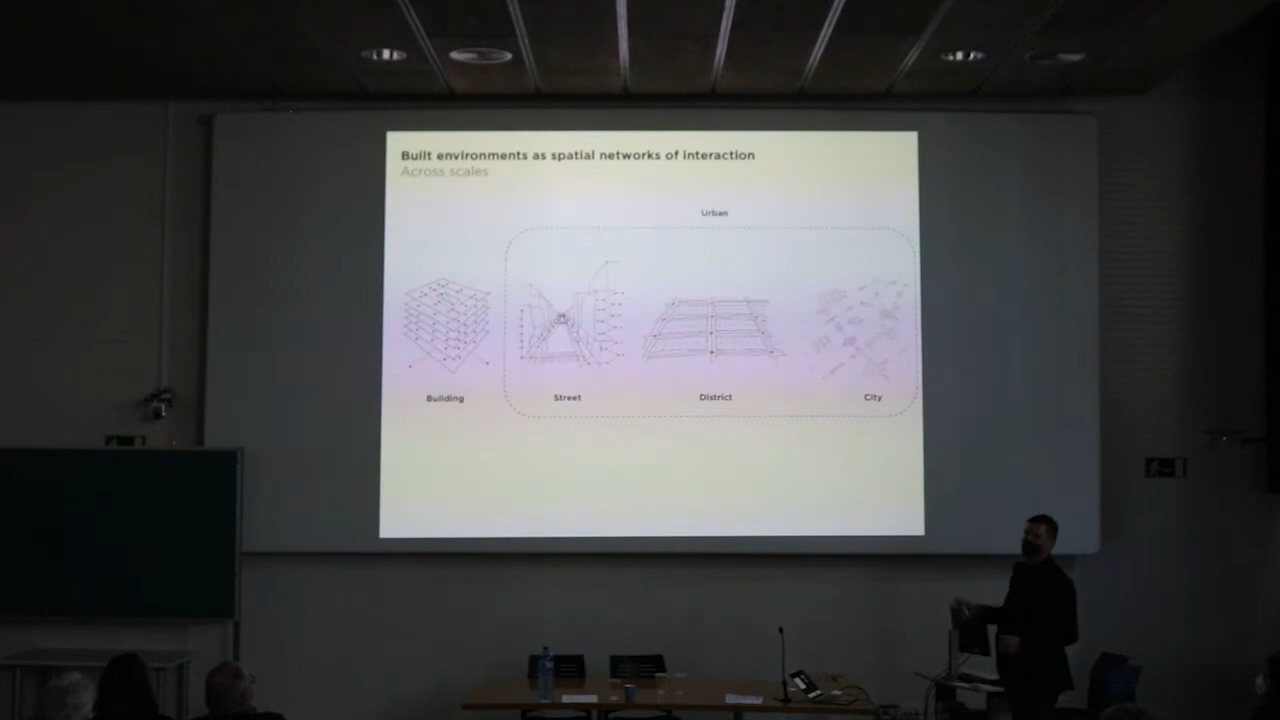 Built environments as spatial networks of interaction
Across scales
Urban
Building
Street
District
City